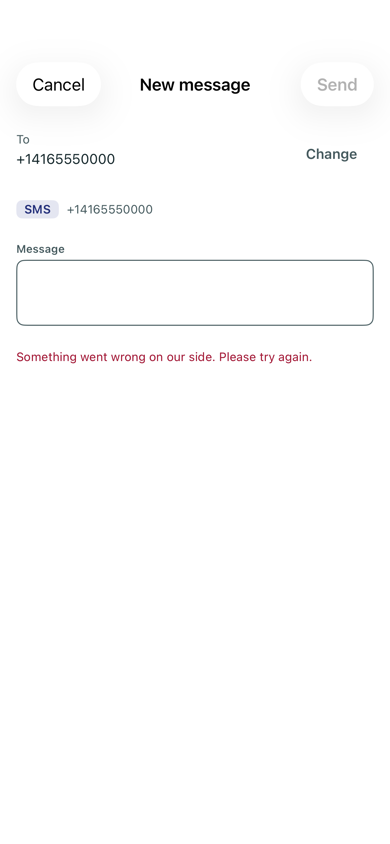 Cancel New message Send
To
+14165550000
Change
SMS +14165550000
Message
Something went wrong on our side. Please try again.